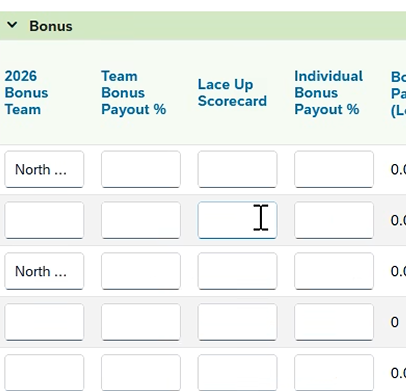 Bonus
2026 Bonus Team
Team Bonus Payout %
Lace Up Scorecard
Individual Bonus Payout %
North ...
North ...
0